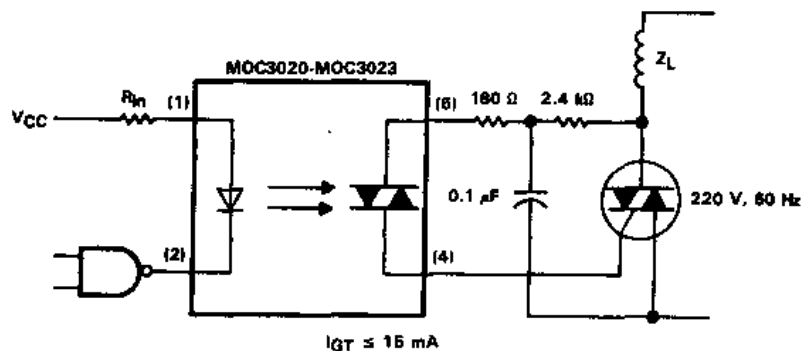 MOC3020-MOC3023
VCC
Rin
(1)
(2)
(6)
(4)
180 Ω
2.4 kΩ
0.1 µF
ZL
220 V, 60 Hz
IGT ≤ 15 mA